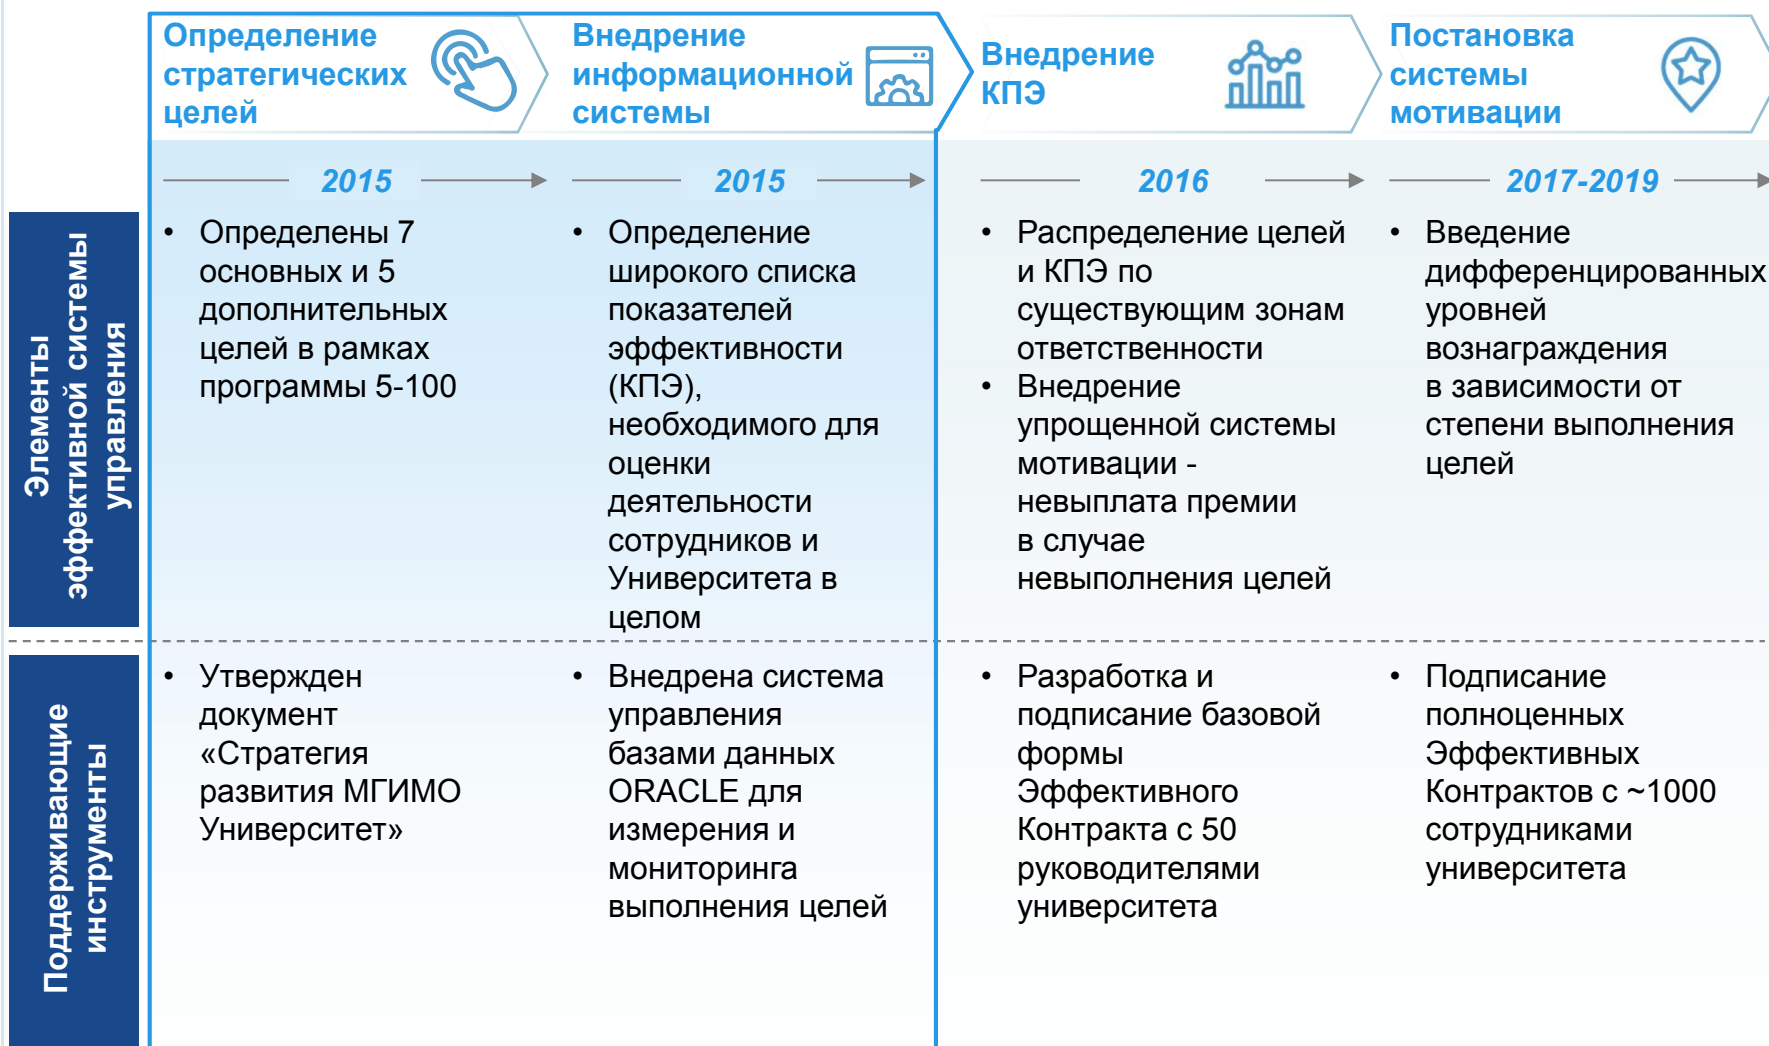 Определение
стратегических
целей
Внедрение
информационной
системы
Внедрение
КПЭ
Постановка
системы
мотивации
2015
2015
2016
2017-2019
Элементы
эффективной системы
управления
• Определены 7
основных и 5
дополнительных
целей в рамках
программы 5-100
• Определение
широкого списка
показателей
эффективности
(КПЭ),
необходимого для
оценки
деятельности
сотрудников и
Университета в
целом
• Распределение целей
и КПЭ по
существующим зонам
ответственности
• Внедрение
упрощенной системы
мотивации -
невыплата премии
в случае
невыполнения целей
• Введение
дифференцированных
уровней
вознаграждения
в зависимости от
степени выполнения
целей
Поддерживающие
инструменты
• Утвержден
документ
«Стратегия
развития МГИМО
Университет»
• Внедрена система
управления
базами данных
ORACLE для
измерения и
мониторинга
выполнения целей
• Разработка и
подписание базовой
формы
Эффективного
Контракта с 50
руководителями
университета
• Подписание
полноценных
Эффективных
Контрактов с ~1000
сотрудниками
университета